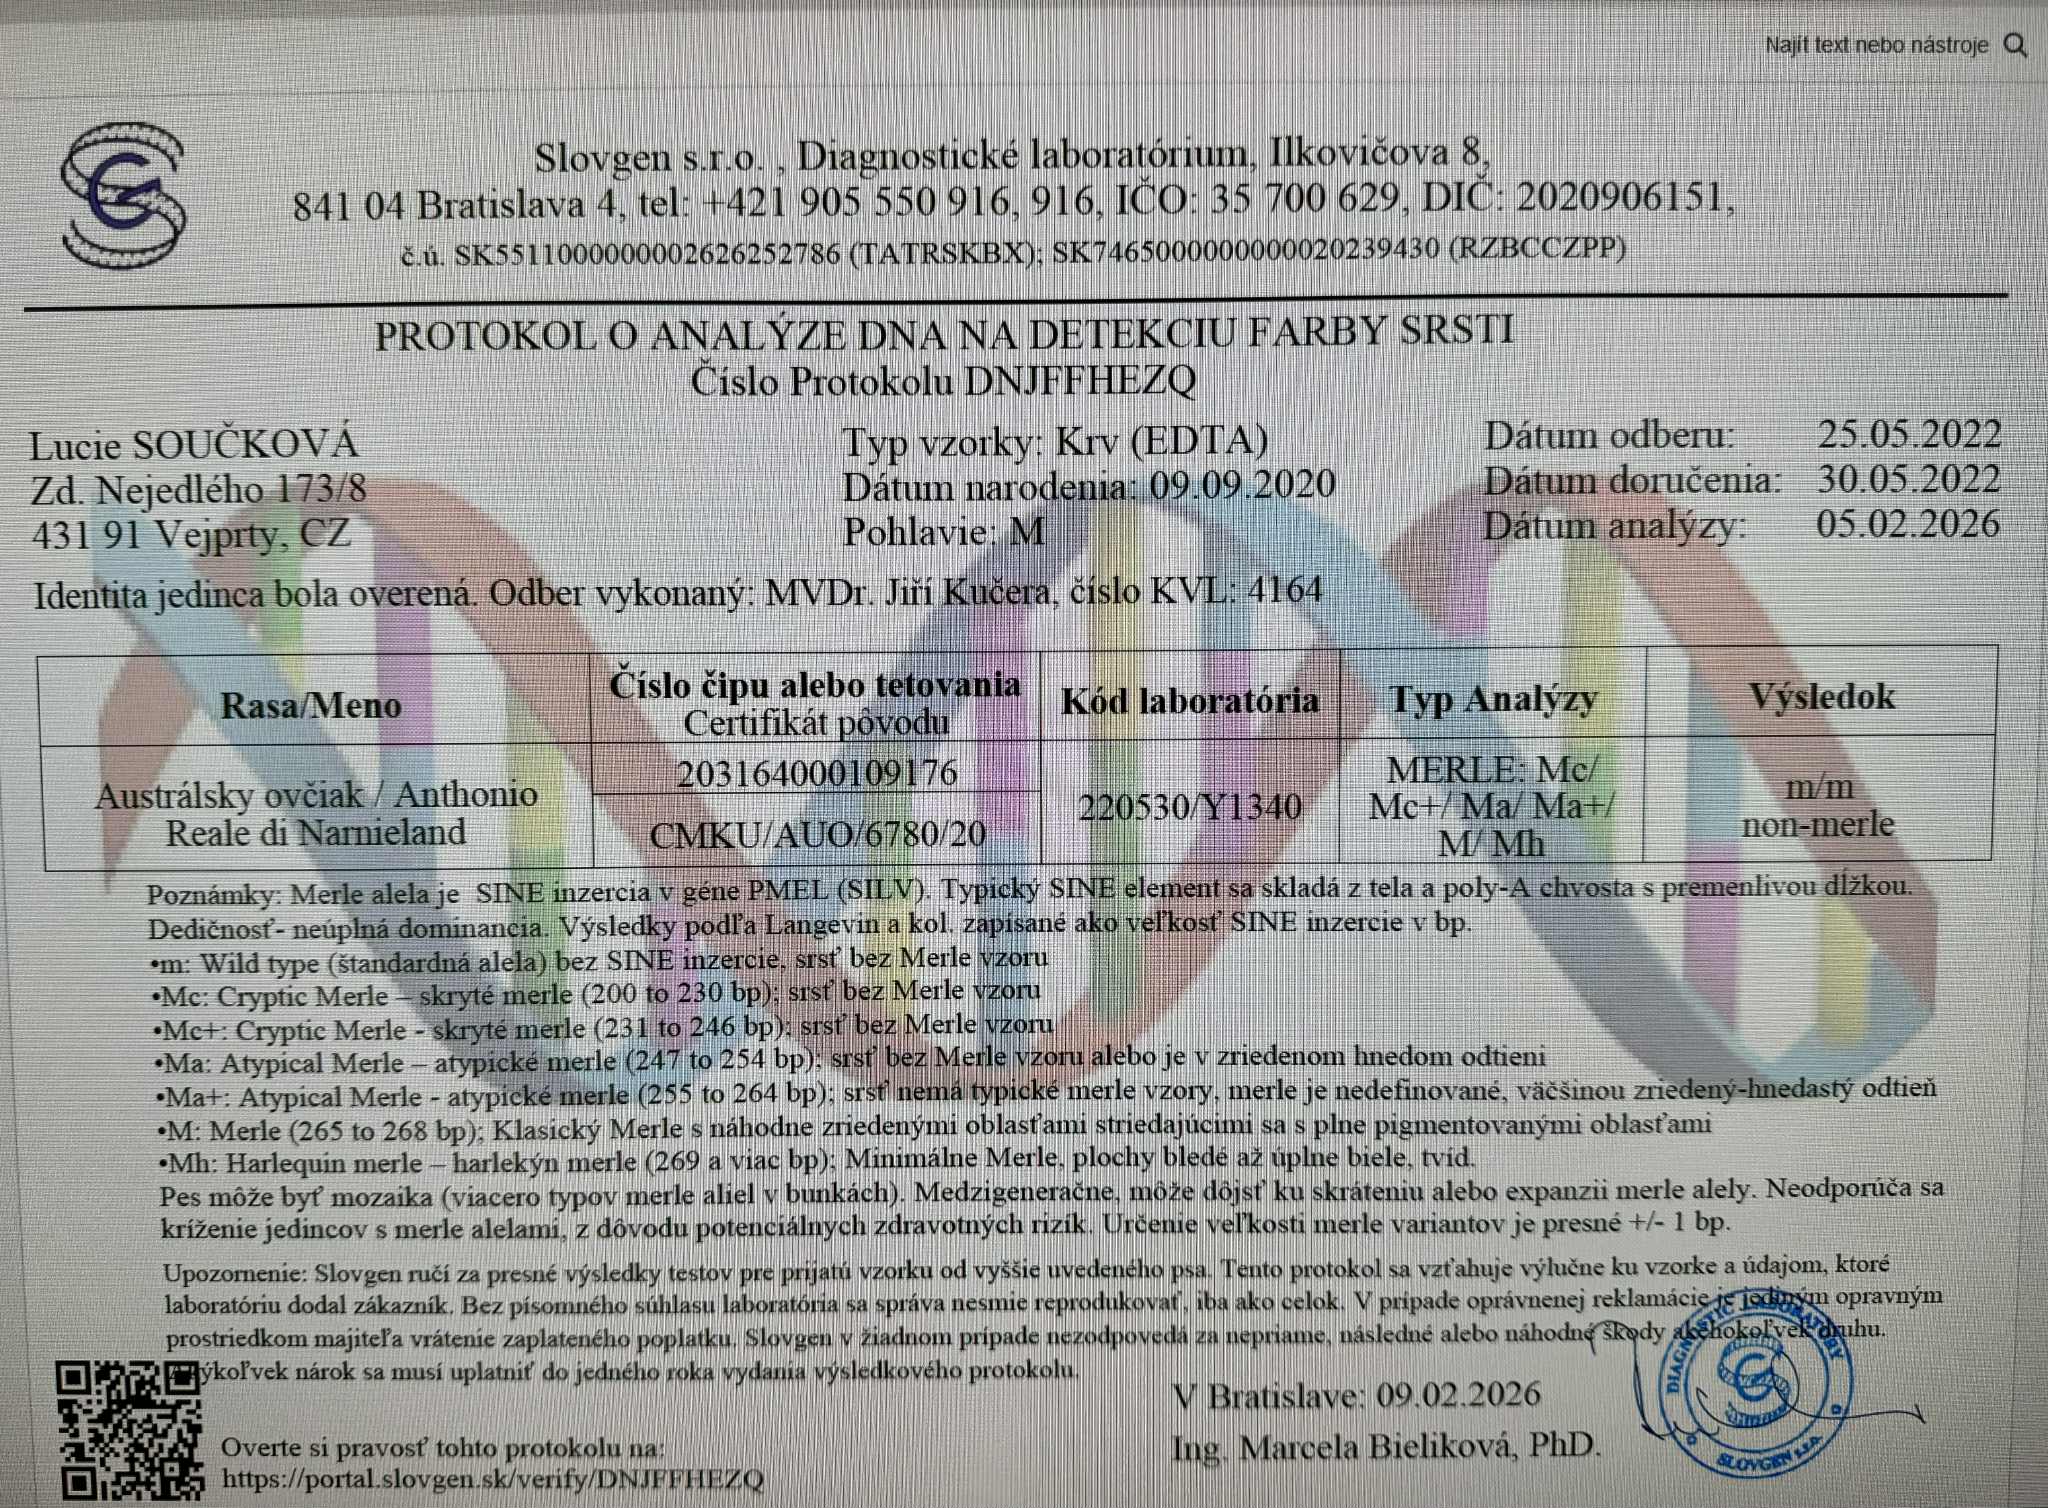 Najít text nebo nástroje
Slovgen s.r.o. , Diagnostické laboratórium, Ilkovičova 8,
841 04 Bratislava 4, tel: +421 905 550 916, 916, IČO: 35 700 629, DIČ: 2020906151,
č.ú. SK5511000000002626252786 (TATRSKBX); SK7465000000000020239430 (RZBCCZPP)
PROTOKOL O ANALÝZE DNA NA DETEKCIU FARBY SRSTI
Číslo Protokolu DNJFFHEZQ
Lucie SOUČKOVÁ
Zd. Nejedlého 173/8
431 91 Vejprty, CZ
Typ vzorky: Krv (EDTA)
Dátum narodenia: 09.09.2020
Pohlavie: M
Dátum odberu: 25.05.2022
Dátum doručenia: 30.05.2022
Dátum analýzy: 05.02.2026
Identita jedinca bola overená. Odber vykonaný: MVDr. Jiří Kučera, číslo KVL: 4164
Rasa/Meno
Číslo čipu alebo tetovania
Certifikát pôvodu
Kód laboratória
Typ Analýzy
Výsledok
Austrálsky ovčiak / Anthonio
Reale di Narnieland
203164000109176
CMKU/AUO/6780/20
220530/Y1340
MERLE: Mc/
Mc+/ Ma/ Ma+/
M/ Mh
m/m
non-merle
Poznámky: Merle alela je SINE inzercia v géne PMEL (SILV). Typický SINE element sa skladá z tela a poly-A chvosta s premenlivou dĺžkou.
Dedičnosť- neúplná dominancia. Výsledky podľa Langevin a kol. zapísané ako veľkosť SINE inzercie v bp.
•m: Wild type (štandardná alela) bez SINE inzercie, srsť bez Merle vzoru
•Mc: Cryptic Merle – skryté merle (200 to 230 bp); srsť bez Merle vzoru
•Mc+: Cryptic Merle - skryté merle (231 to 246 bp); srsť bez Merle vzoru
•Ma: Atypical Merle – atypické merle (247 to 254 bp); srsť bez Merle vzoru alebo je v zriedenom hnedom odtieni
•Ma+: Atypical Merle - atypické merle (255 to 264 bp); srsť nemá typické merle vzory, merle je nedefinované, väčšinou zriedený-hnedastý odtieň
•M: Merle (265 to 268 bp); Klasický Merle s náhodne zriedenými oblasťami striedajúcimi sa s plne pigmentovanými oblasťami
•Mh: Harlequin merle – harlekýn merle (269 a viac bp); Minimálne Merle, plochy bledé až úplne biele, tvíd.
Pes môže byť mozaika (viacero typov merle aliel v bunkách). Medzigeneračne, môže dôjsť ku skráteniu alebo expanzii merle alely. Neodporúča sa
kríženie jedincov s merle alelami, z dôvodu potenciálnych zdravotných rizík. Určenie veľkosti merle variantov je presné +/- 1 bp.
Upozornenie: Slovgen ručí za presné výsledky testov pre prijatú vzorku od vyššie uvedeného psa. Tento protokol sa vzťahuje výlučne ku vzorke a údajom, ktoré
laboratóriu dodal zákazník. Bez písomného súhlasu laboratória sa správa nesmie reprodukovať, iba ako celok. V prípade oprávnenej reklamácie je jediným opravným
prostriedkom majiteľa vrátenie zaplateného poplatku. Slovgen v žiadnom prípade nezodpovedá za nepriame, následné alebo náhodné škody akéhokoľvek druhu.
ýkoľvek nárok sa musí uplatniť do jedného roka vydania výsledkového protokolu.
V Bratislave: 09.02.2026
Ing. Marcela Bieliková, PhD.
DIAGNOSTIC LABORATORY
SLOVGEN Ltd.
Overte si pravosť tohto protokolu na:
https://portal.slovgen.sk/verify/DNJFFHEZQ